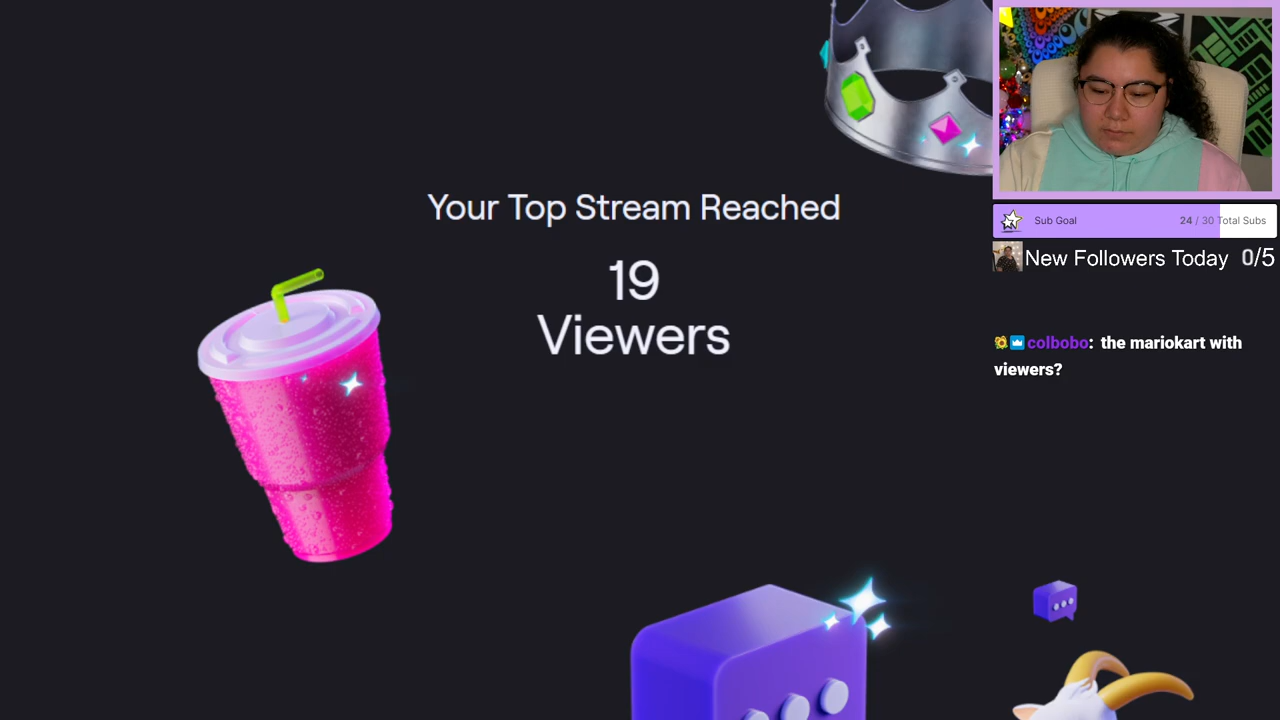 Your Top Stream Reached
19
Viewers
Sub Goal 24 / 30 Total Subs
New Followers Today 0/5
colbobo: the mariokart with
viewers?